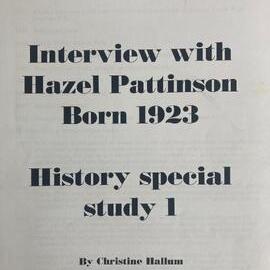 Interview with
Hazel Pattinson
Born 1923
History special
study 1
By Christine Hallum